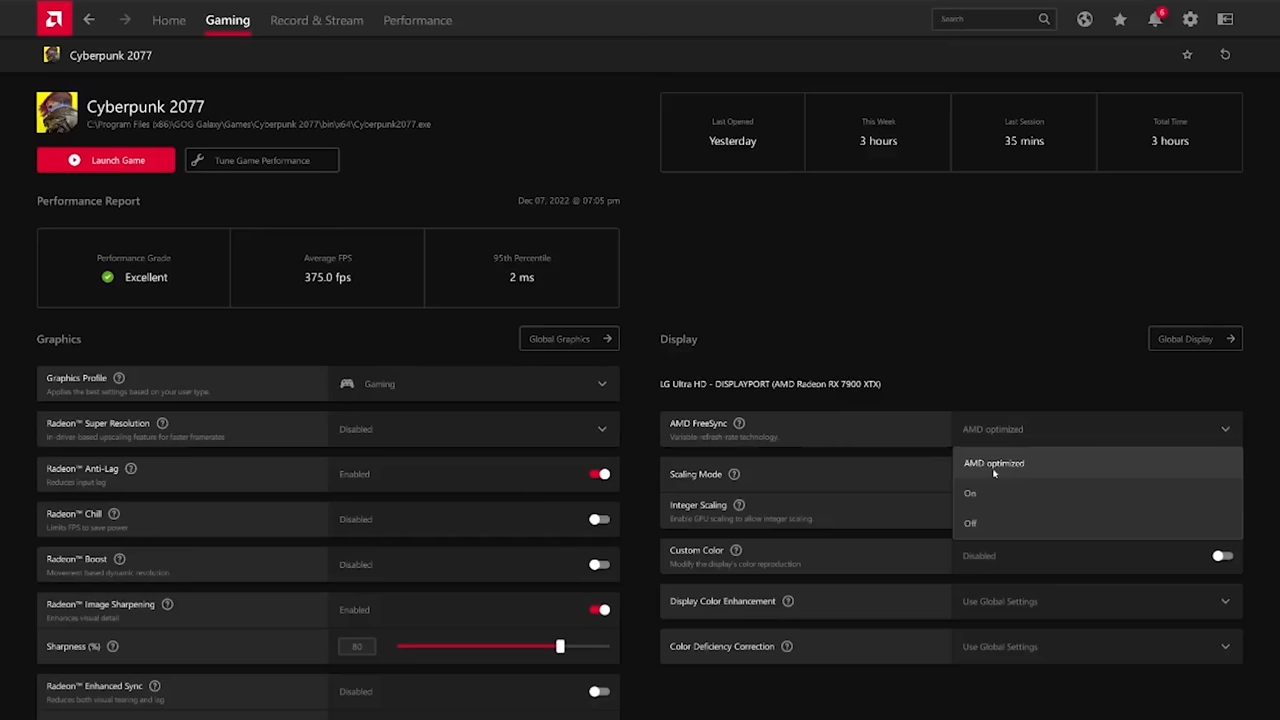 Home Gaming Record & Stream Performance Search 6
Cyberpunk 2077
Cyberpunk 2077
C:\Program Files (x86)\GOG Galaxy\Games\Cyberpunk 2077\bin\x64\Cyberpunk2077.exe
Launch Game Tune Game Performance
Last Opened This Week Last Session Total Time
Yesterday 3 hours 35 mins 3 hours
Performance Report Dec 07, 2022 @ 07:05 pm
Performance Grade Average FPS 95th Percentile
Excellent 375.0 fps 2 ms
Graphics Global Graphics
Graphics Profile
Applies the best settings based on your user type.
Gaming
Radeon™ Super Resolution
In-driver-based upscaling feature for faster framerates
Disabled
Radeon™ Anti-Lag
Reduces input lag
Enabled
Radeon™ Chill
Limits FPS to save power
Disabled
Radeon™ Boost
Movement based dynamic resolution
Disabled
Radeon™ Image Sharpening
Enhances visual detail
Enabled
Sharpness (%) 80
Radeon™ Enhanced Sync
Reduces both visual tearing and lag
Disabled
Display Global Display
LG Ultra HD - DISPLAYPORT (AMD Radeon RX 7900 XTX)
AMD FreeSync
Variable refresh-rate technology.
AMD optimized
AMD optimized
On
Off
Scaling Mode
Integer Scaling
Enable GPU scaling to allow integer scaling.
Custom Color
Modify the display's color reproduction
Disabled
Display Color Enhancement Use Global Settings
Color Deficiency Correction Use Global Settings